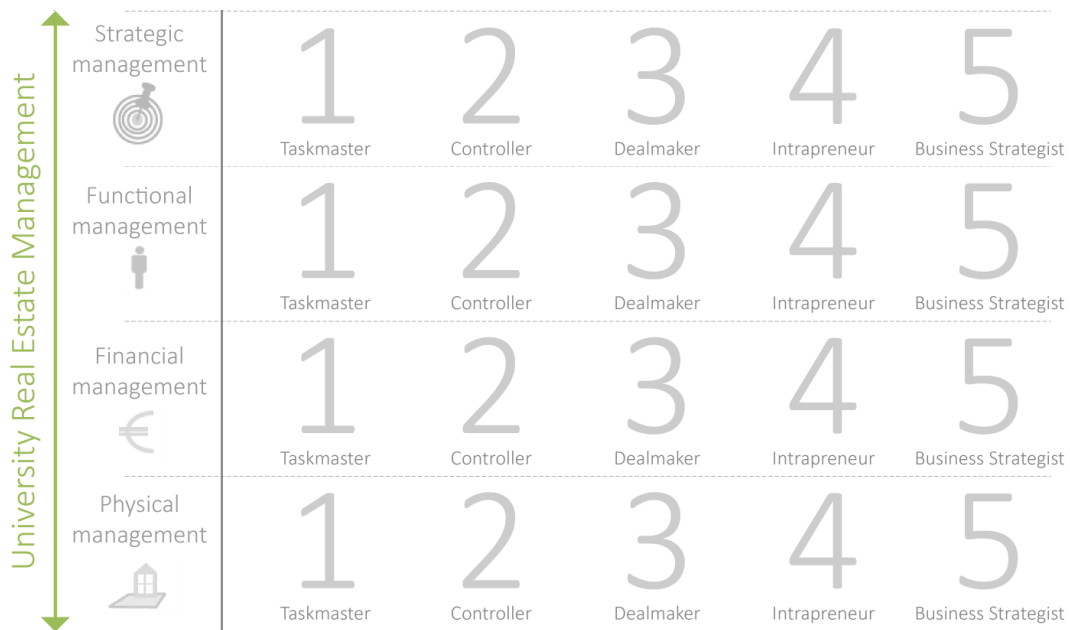 University Real Estate Management
Strategic
management
1 2 3 4 5
Taskmaster Controller Dealmaker Intrapreneur Business Strategist
Functional
management
1 2 3 4 5
Taskmaster Controller Dealmaker Intrapreneur Business Strategist
Financial
management
€
1 2 3 4 5
Taskmaster Controller Dealmaker Intrapreneur Business Strategist
Physical
management
1 2 3 4 5
Taskmaster Controller Dealmaker Intrapreneur Business Strategist